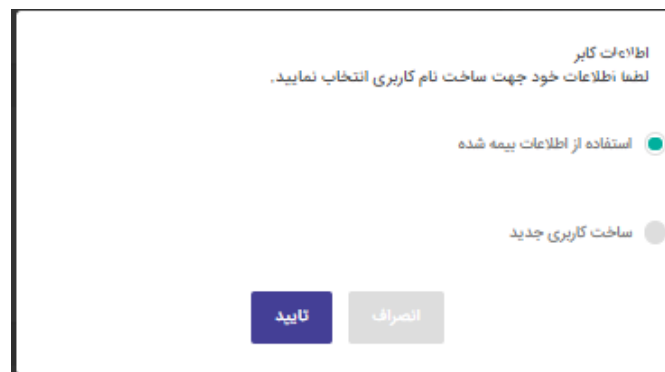 اطلاعات کابر
لطفا اطلاعات خود جهت ساخت نام کاربری انتخاب نمایید.
استفاده از اطلاعات بیمه شده
ساخت کاربری جدید
انصراف
تایید